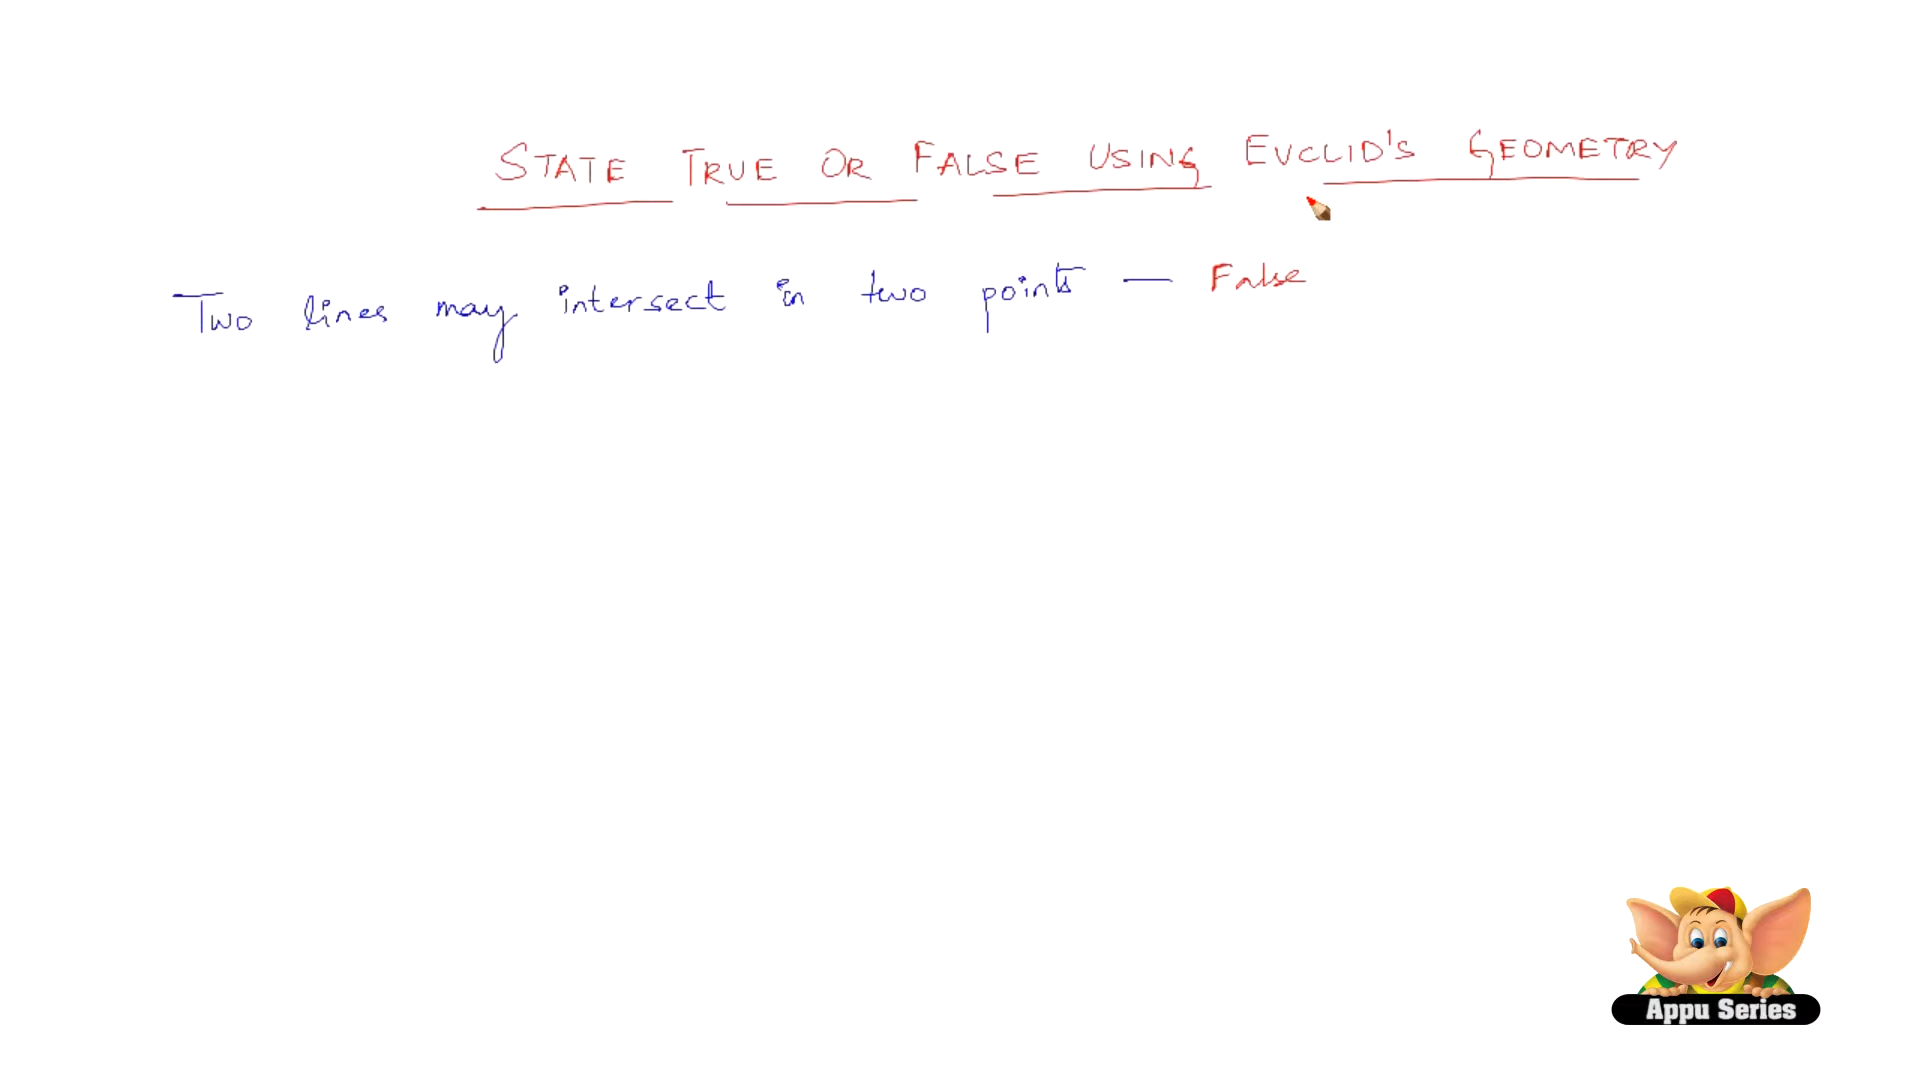 STATE TRUE OR FALSE USING EUCLID'S GEOMETRY
Two lines may intersect in two points — False
Appu Series